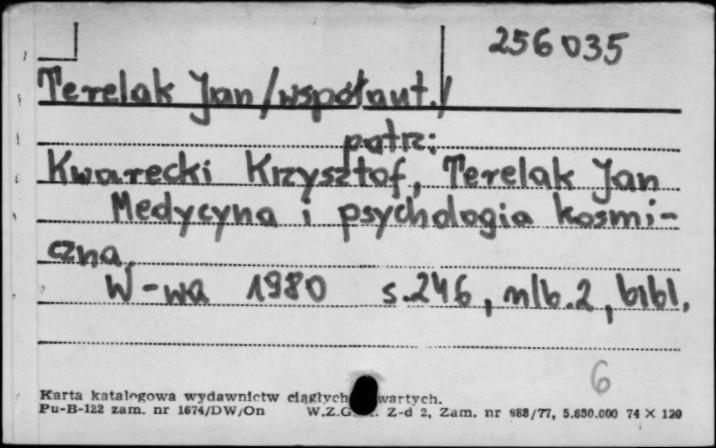 256035
Terelak Jan /współaut./
patrz:
Kwarecki Krzysztof, Terelak Jan
Medycyna i psychologia kosmi-
czna.
W-wa 1980 s.246, nlb.2, bibl.
6
Karta katalogowa wydawnictw ciągłych wartych.
Pu-B-122 zam. nr 1674/DW/On W.Z.G. Z-d 2, Zam. nr 988/77, 5.650.000 74 × 120